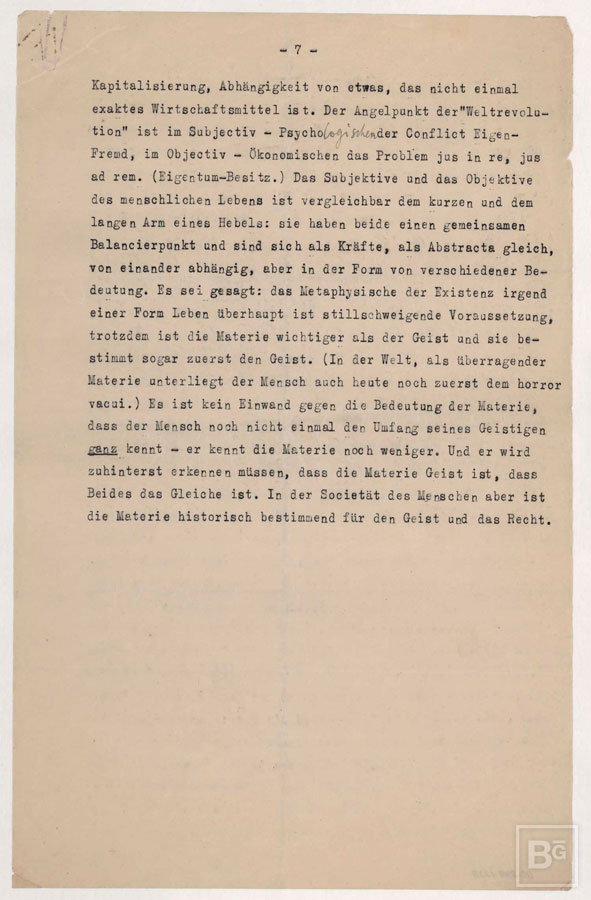 - 7 -
Kapitalisierung, Abhängigkeit von etwas, das nicht einmal
exaktes Wirtschaftsmittel ist. Der Angelpunkt der"Weltrevolu-
tion" ist im Subjectiv - Psychologischen der Conflict Eigen-
Fremd, im Objectiv - Ökonomischen das Problem jus in re, jus
ad rem. (Eigentum-Besitz.) Das Subjektive und das Objektive
des menschlichen Lebens ist vergleichbar dem kurzen und dem
langen Arm eines Hebels: sie haben beide einen gemeinsamen
Balancierpunkt und sind sich als Kräfte, als Abstracta gleich,
von einander abhängig, aber in der Form von verschiedener Be-
deutung. Es sei gesagt: das Metaphysische der Existenz irgend
einer Form Leben überhaupt ist stillschweigende Voraussetzung,
trotzdem ist die Materie wichtiger als der Geist und sie be-
stimmt sogar zuerst den Geist. (In der Welt, als überragender
Materie unterliegt der Mensch auch heute noch zuerst dem horror
vacui.) Es ist kein Einwand gegen die Bedeutung der Materie,
dass der Mensch noch nicht einmal den Umfang seines Geistigen
ganz kennt - er kennt die Materie noch weniger. Und er wird
zuhinterst erkennen müssen, dass die Materie Geist ist, dass
Beides das Gleiche ist. In der Societät des Menschen aber ist
die Materie historisch bestimmend für den Geist und das Recht.
BG